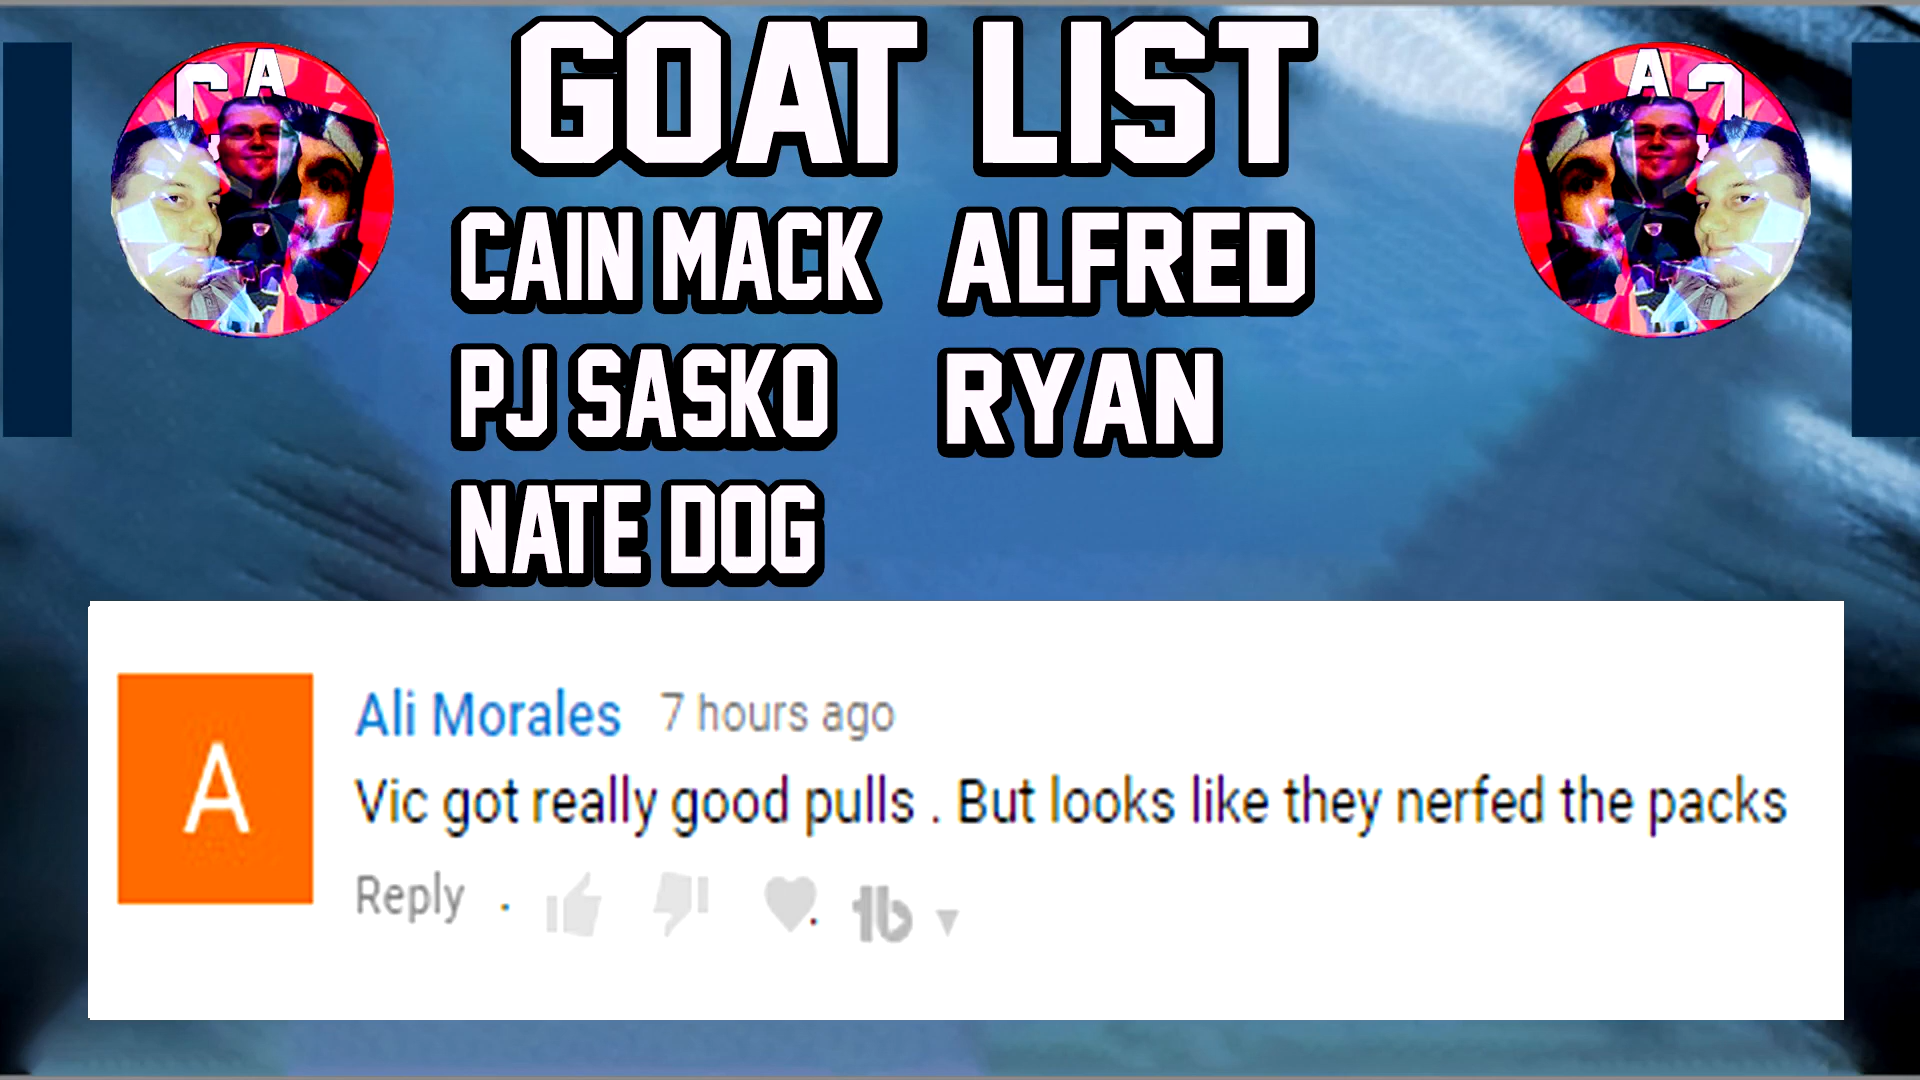 GOAT LIST
CA
CAIN MACK
ALFRED
PJ SASKO
RYAN
NATE DOG
A
Ali Morales 7 hours ago
Vic got really good pulls . But looks like they nerfed the packs
Reply